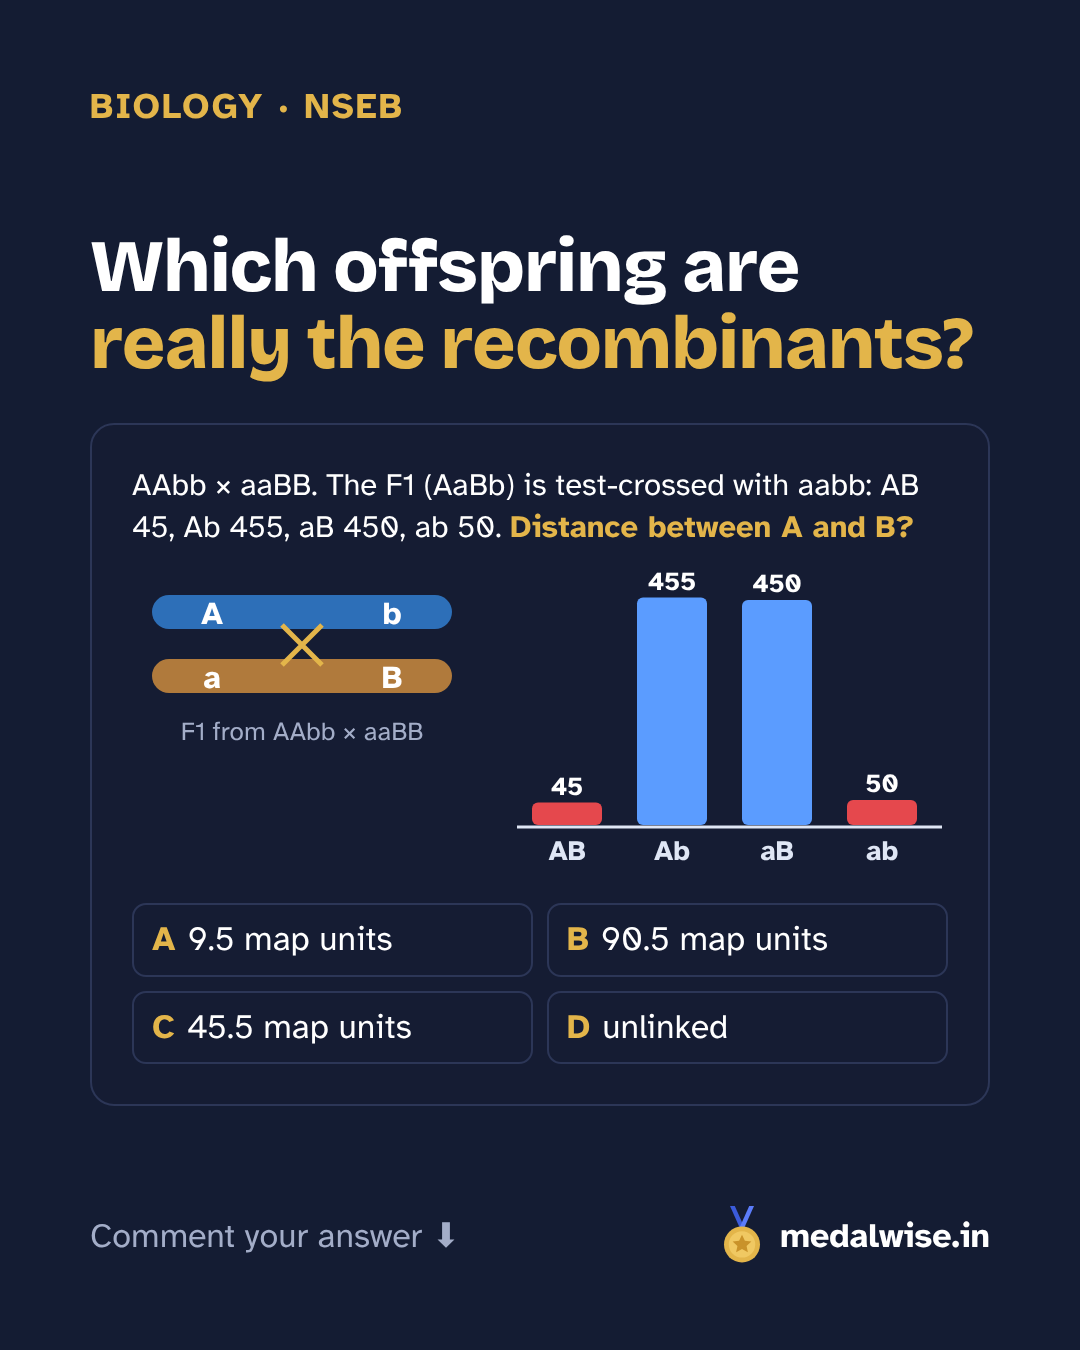 BIOLOGY · NSEB
Which offspring are
really the recombinants?
AAbb × aaBB. The F1 (AaBb) is test-crossed with aabb: AB
45, Ab 455, aB 450, ab 50. Distance between A and B?
A b
a B
F1 from AAbb × aaBB
45 455 450 50
AB Ab aB ab
A 9.5 map units
B 90.5 map units
C 45.5 map units
D unlinked
Comment your answer ⬇
medalwise.in